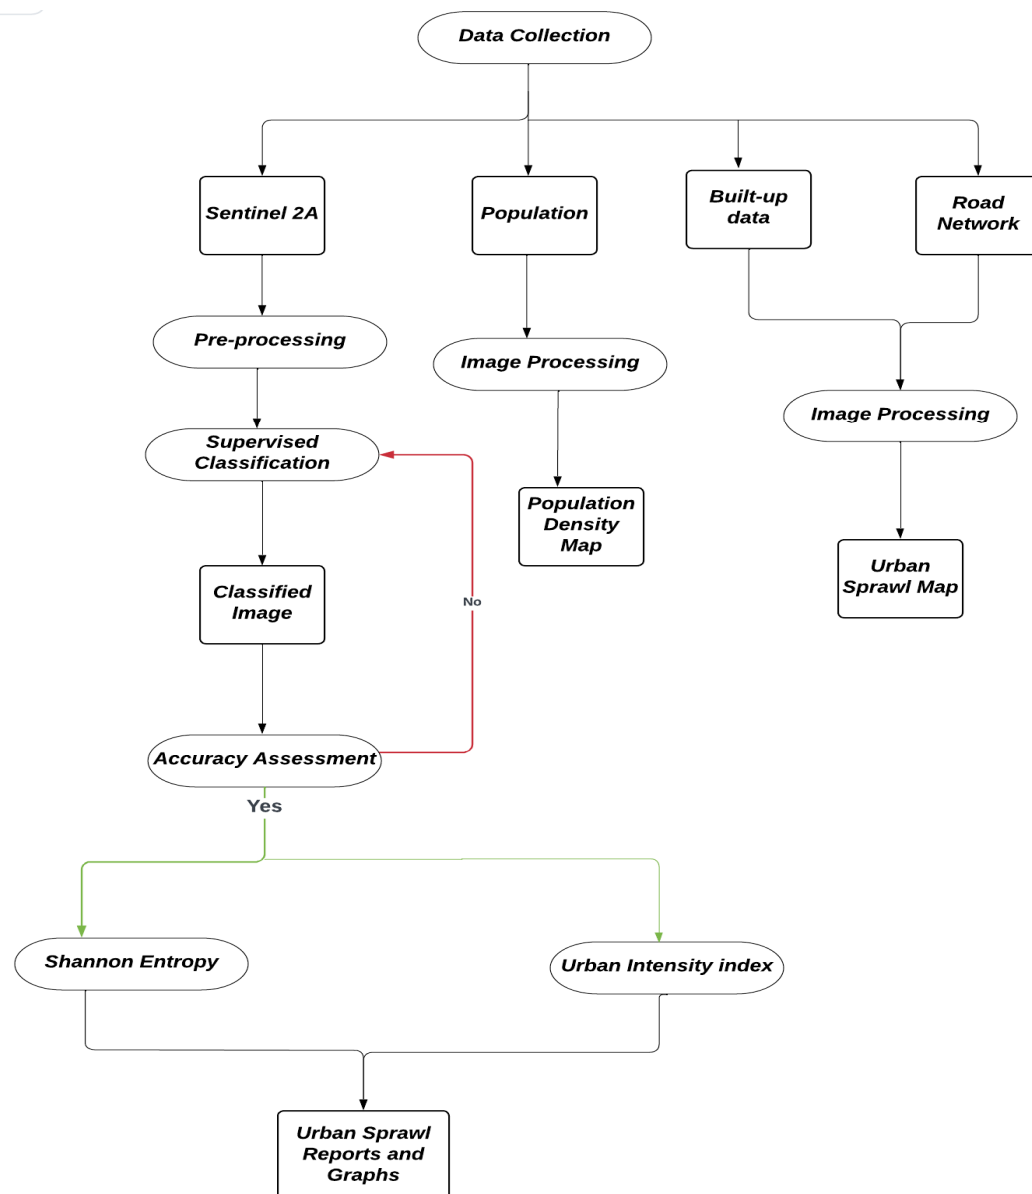 Data Collection
Sentinel 2A
Population
Built-up
data
Road
Network
Pre-processing
Image Processing
Image Processing
Supervised
Classification
Population
Density
Map
Urban
Sprawl Map
Classified
Image
No
Accuracy Assessment
Yes
Shannon Entropy
Urban Intensity index
Urban Sprawl
Reports and
Graphs